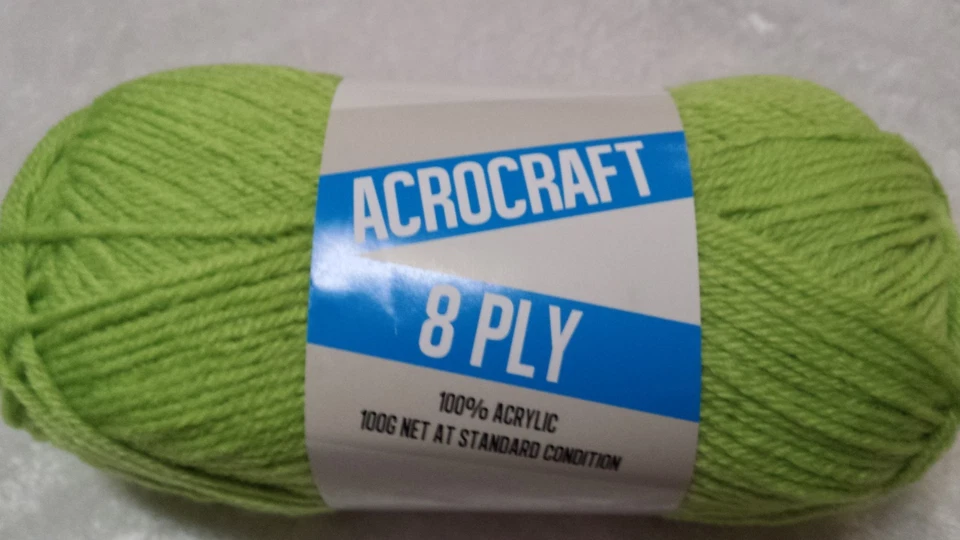 ACROCRAFT
8 PLY
100% ACRYLIC
100G NET AT STANDARD CONDITION